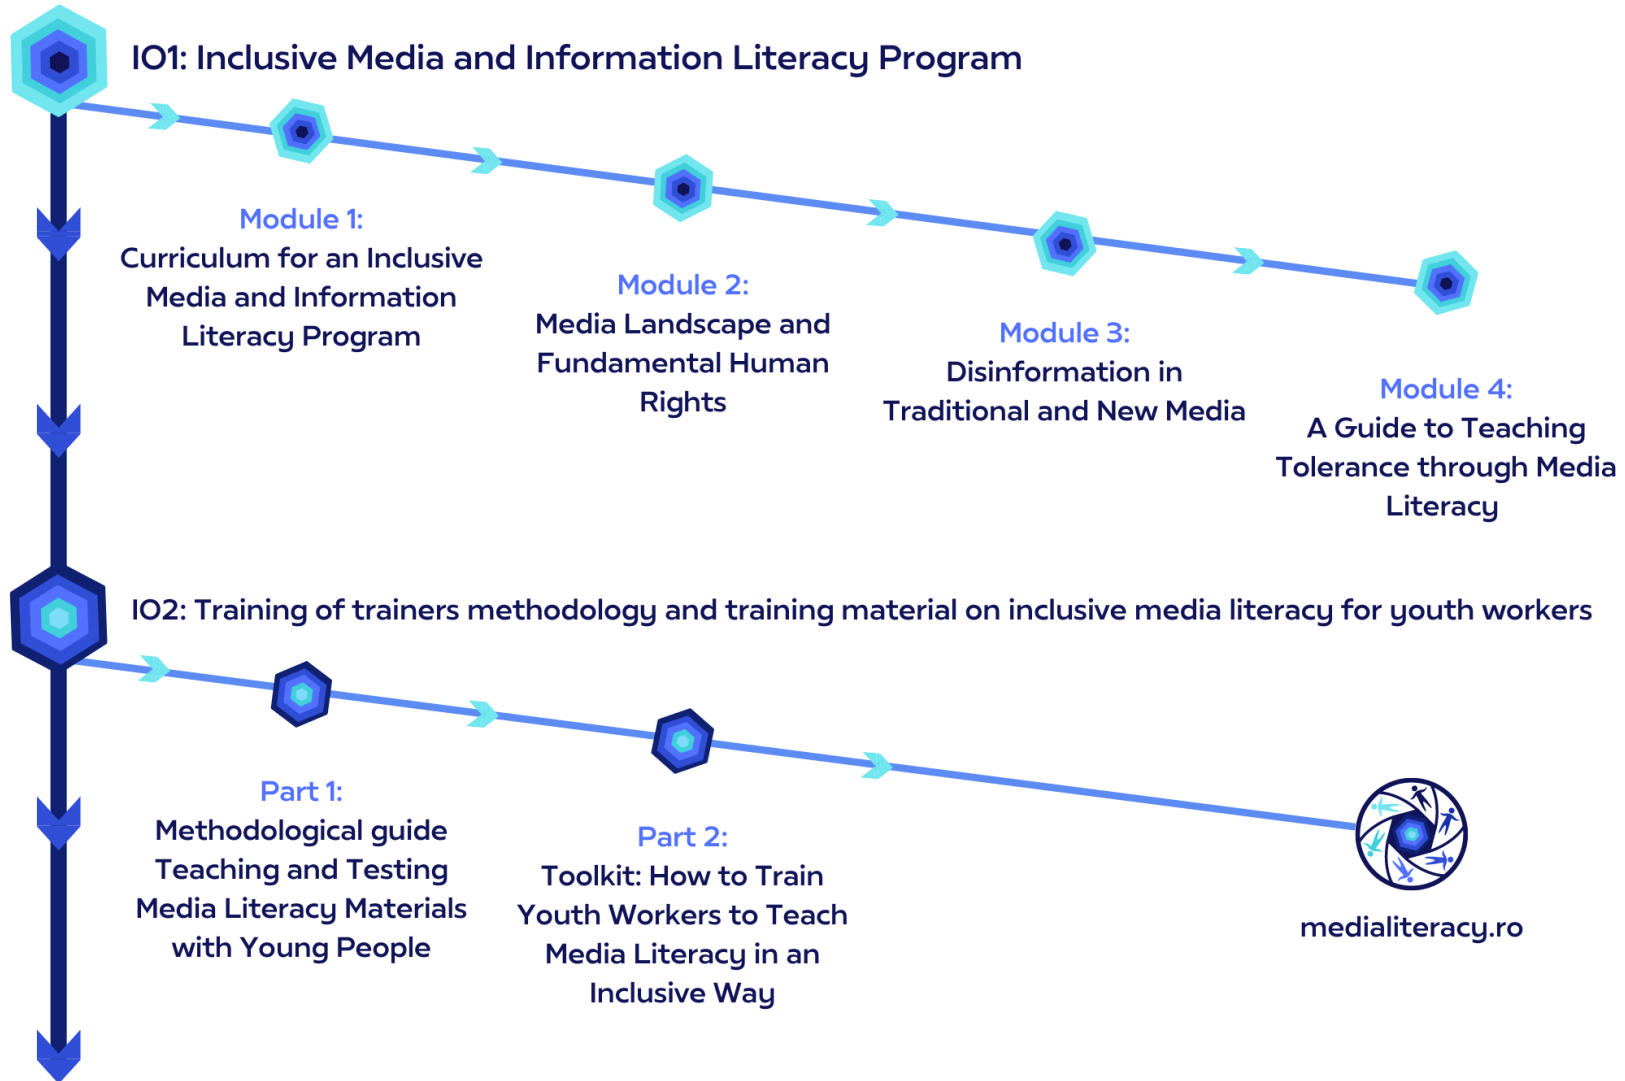 IO1: Inclusive Media and Information Literacy Program
Module 1:
Curriculum for an Inclusive
Media and Information
Literacy Program
Module 2:
Media Landscape and
Fundamental Human
Rights
Module 3:
Disinformation in
Traditional and New Media
Module 4:
A Guide to Teaching
Tolerance through Media
Literacy
IO2: Training of trainers methodology and training material on inclusive media literacy for youth workers
Part 1:
Methodological guide
Teaching and Testing
Media Literacy Materials
with Young People
Part 2:
Toolkit: How to Train
Youth Workers to Teach
Media Literacy in an
Inclusive Way
medialiteracy.ro